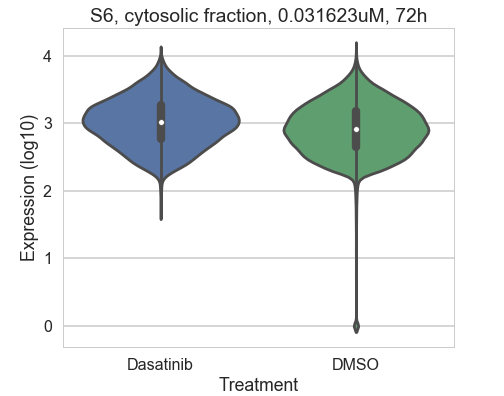 S6, cytosolic fraction, 0.031623uM, 72h
Expression (log10)
4
3
2
1
0
Dasatinib
DMSO
Treatment